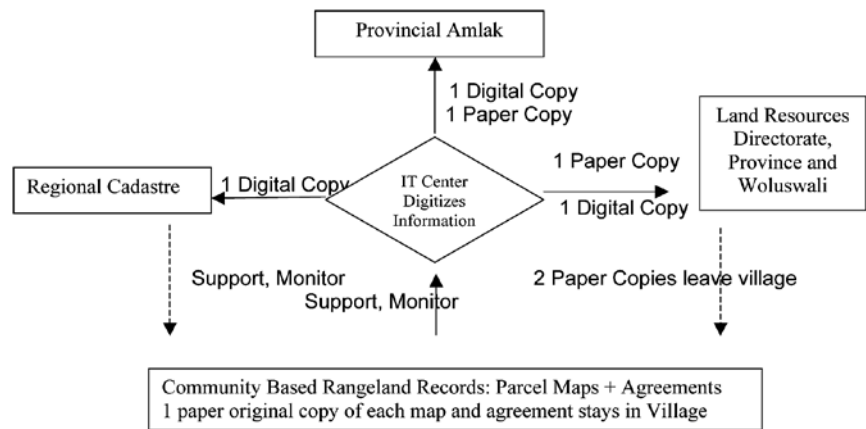 Provincial Amlak
1 Digital Copy
1 Paper Copy
Land Resources
Directorate,
Province and
Woluswali
1 Paper Copy
Regional Cadastre
1 Digital Copy
IT Center
Digitizes
Information
1 Digital Copy
Support, Monitor
2 Paper Copies leave village
Support, Monitor
Community Based Rangeland Records: Parcel Maps + Agreements
1 paper original copy of each map and agreement stays in Village